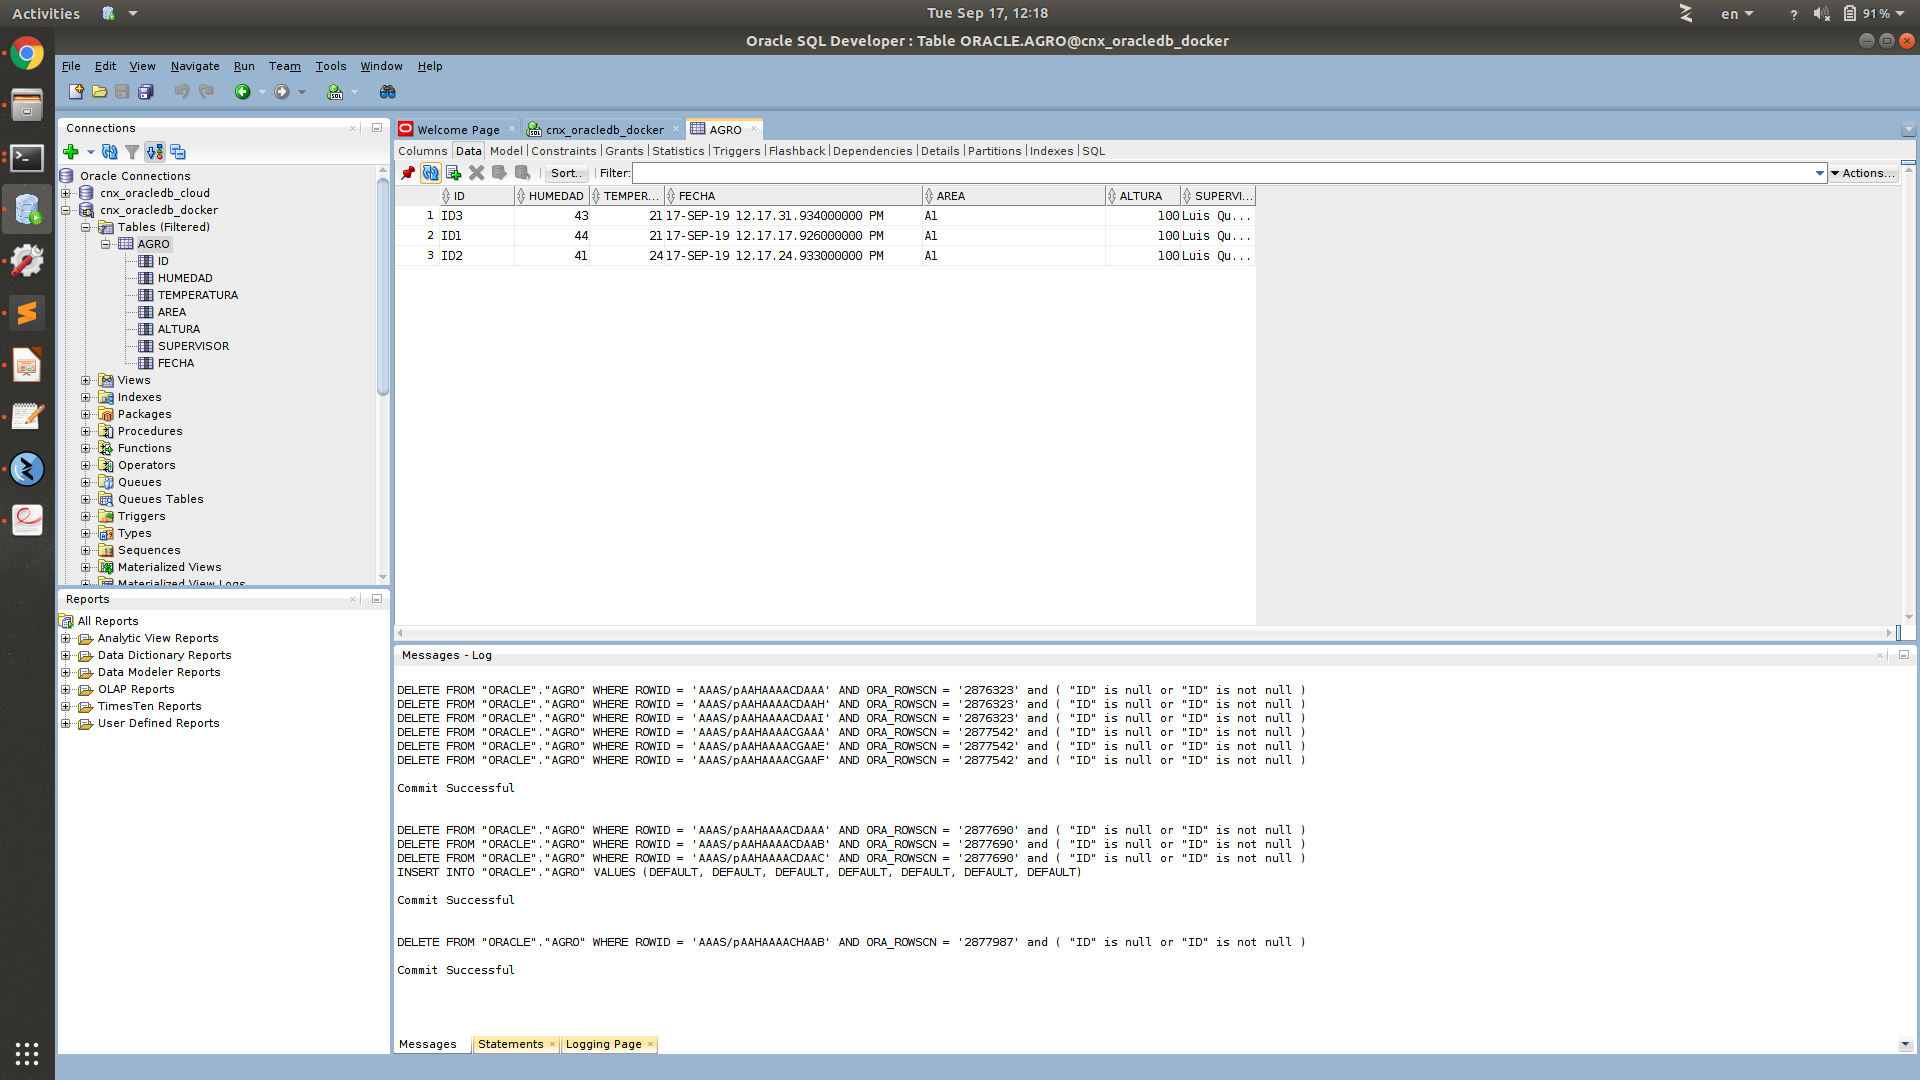 Activities
Tue Sep 17, 12:18
en
?
91 %
Oracle SQL Developer : Table ORACLE.AGRO@cnx_oracledb_docker
File Edit View Navigate Run Team Tools Window Help
Connections
Oracle Connections
cnx_oracledb_cloud
cnx_oracledb_docker
Tables (Filtered)
AGRO
ID
HUMEDAD
TEMPERATURA
AREA
ALTURA
SUPERVISOR
FECHA
Views
Indexes
Packages
Procedures
Functions
Operators
Queues
Queues Tables
Triggers
Types
Sequences
Materialized Views
Materialized View Logs
Reports
All Reports
Analytic View Reports
Data Dictionary Reports
Data Modeler Reports
OLAP Reports
TimesTen Reports
User Defined Reports
Welcome Page cnx_oracledb_docker AGRO
Columns Data Model Constraints Grants Statistics Triggers Flashback Dependencies Details Partitions Indexes SQL
Sort.. Filter: Actions...
ID HUMEDAD TEMPER... FECHA AREA ALTURA SUPERVI...
1 ID3 43 21 17-SEP-19 12.17.31.934000000 PM A1 100 Luis Qu...
2 ID1 44 21 17-SEP-19 12.17.17.926000000 PM A1 100 Luis Qu...
3 ID2 41 24 17-SEP-19 12.17.24.933000000 PM A1 100 Luis Qu...
Messages - Log
DELETE FROM "ORACLE"."AGRO" WHERE ROWID = 'AAAS/pAAHAAAACDAAA' AND ORA_ROWSCN = '2876323' and ( "ID" is null or "ID" is not null )
DELETE FROM "ORACLE"."AGRO" WHERE ROWID = 'AAAS/pAAHAAAACDAAH' AND ORA_ROWSCN = '2876323' and ( "ID" is null or "ID" is not null )
DELETE FROM "ORACLE"."AGRO" WHERE ROWID = 'AAAS/pAAHAAAACDAAI' AND ORA_ROWSCN = '2876323' and ( "ID" is null or "ID" is not null )
DELETE FROM "ORACLE"."AGRO" WHERE ROWID = 'AAAS/pAAHAAAACGAAA' AND ORA_ROWSCN = '2877542' and ( "ID" is null or "ID" is not null )
DELETE FROM "ORACLE"."AGRO" WHERE ROWID = 'AAAS/pAAHAAAACGAAE' AND ORA_ROWSCN = '2877542' and ( "ID" is null or "ID" is not null )
DELETE FROM "ORACLE"."AGRO" WHERE ROWID = 'AAAS/pAAHAAAACGAAF' AND ORA_ROWSCN = '2877542' and ( "ID" is null or "ID" is not null )
Commit Successful
DELETE FROM "ORACLE"."AGRO" WHERE ROWID = 'AAAS/pAAHAAAACDAAA' AND ORA_ROWSCN = '2877690' and ( "ID" is null or "ID" is not null )
DELETE FROM "ORACLE"."AGRO" WHERE ROWID = 'AAAS/pAAHAAAACDAAB' AND ORA_ROWSCN = '2877690' and ( "ID" is null or "ID" is not null )
DELETE FROM "ORACLE"."AGRO" WHERE ROWID = 'AAAS/pAAHAAAACDAAC' AND ORA_ROWSCN = '2877690' and ( "ID" is null or "ID" is not null )
INSERT INTO "ORACLE"."AGRO" VALUES (DEFAULT, DEFAULT, DEFAULT, DEFAULT, DEFAULT, DEFAULT, DEFAULT)
Commit Successful
DELETE FROM "ORACLE"."AGRO" WHERE ROWID = 'AAAS/pAAHAAAACHAAB' AND ORA_ROWSCN = '2877987' and ( "ID" is null or "ID" is not null )
Commit Successful
Messages Statements Logging Page